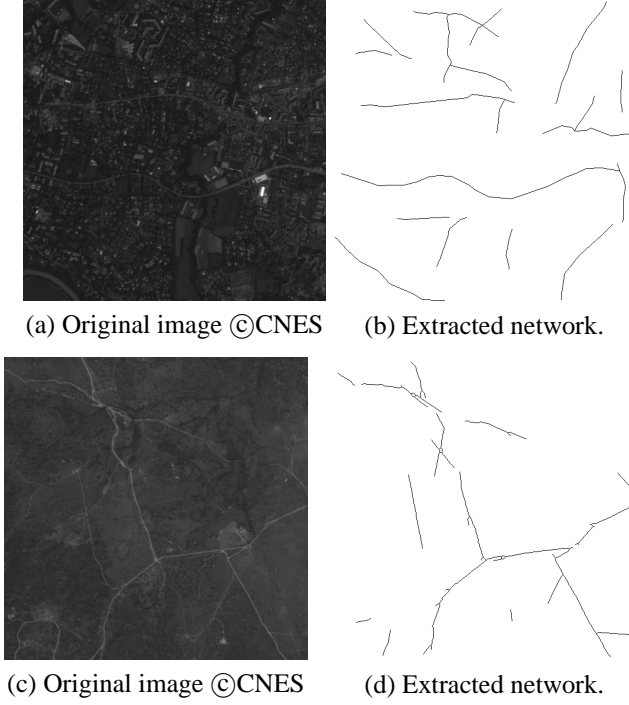 (a) Original image ©CNES
(b) Extracted network.
(c) Original image ©CNES
(d) Extracted network.